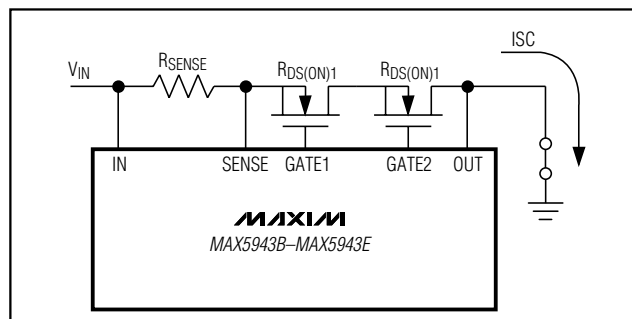 ISC
VIN
RSENSE
RDS(ON)1
RDS(ON)1
IN
SENSE
GATE1
GATE2
OUT
MAXIM
MAX5943B–MAX5943E